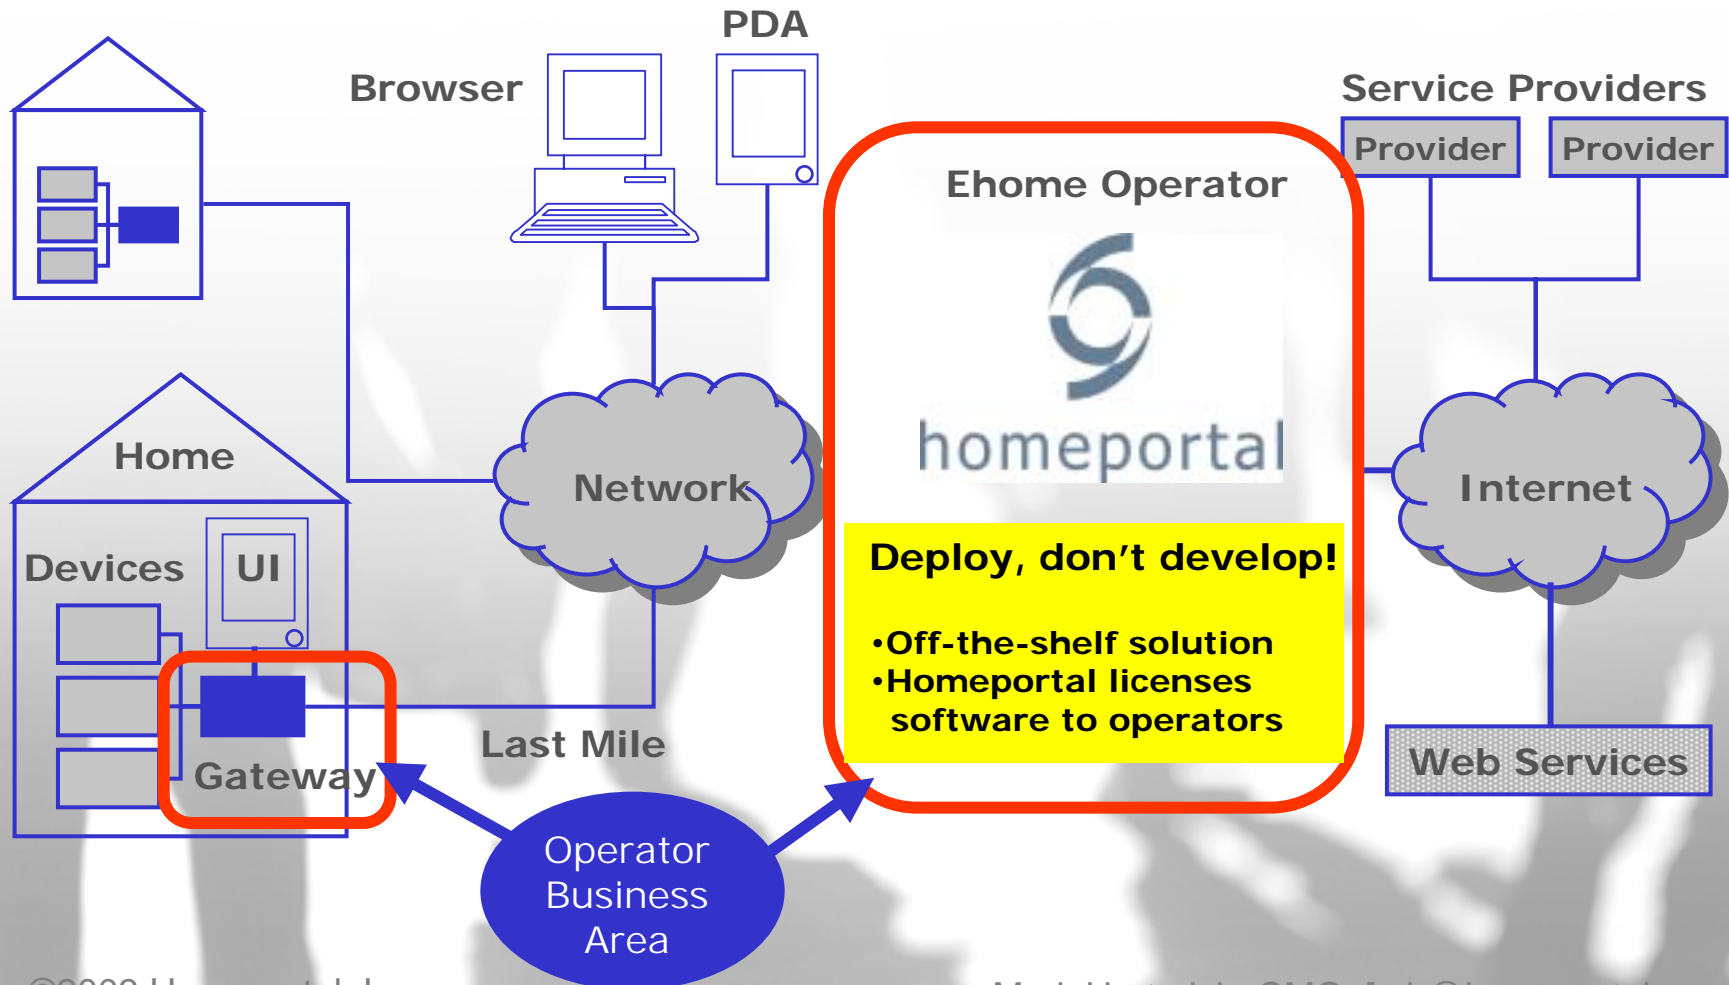 PDA
Browser
Service Providers
Provider
Provider
Ehome Operator
homeportal
Home
Network
Internet
Devices
UI
Deploy, don't develop!
•Off-the-shelf solution
•Homeportal licenses
software to operators
Last Mile
Gateway
Web Services
Operator
Business
Area